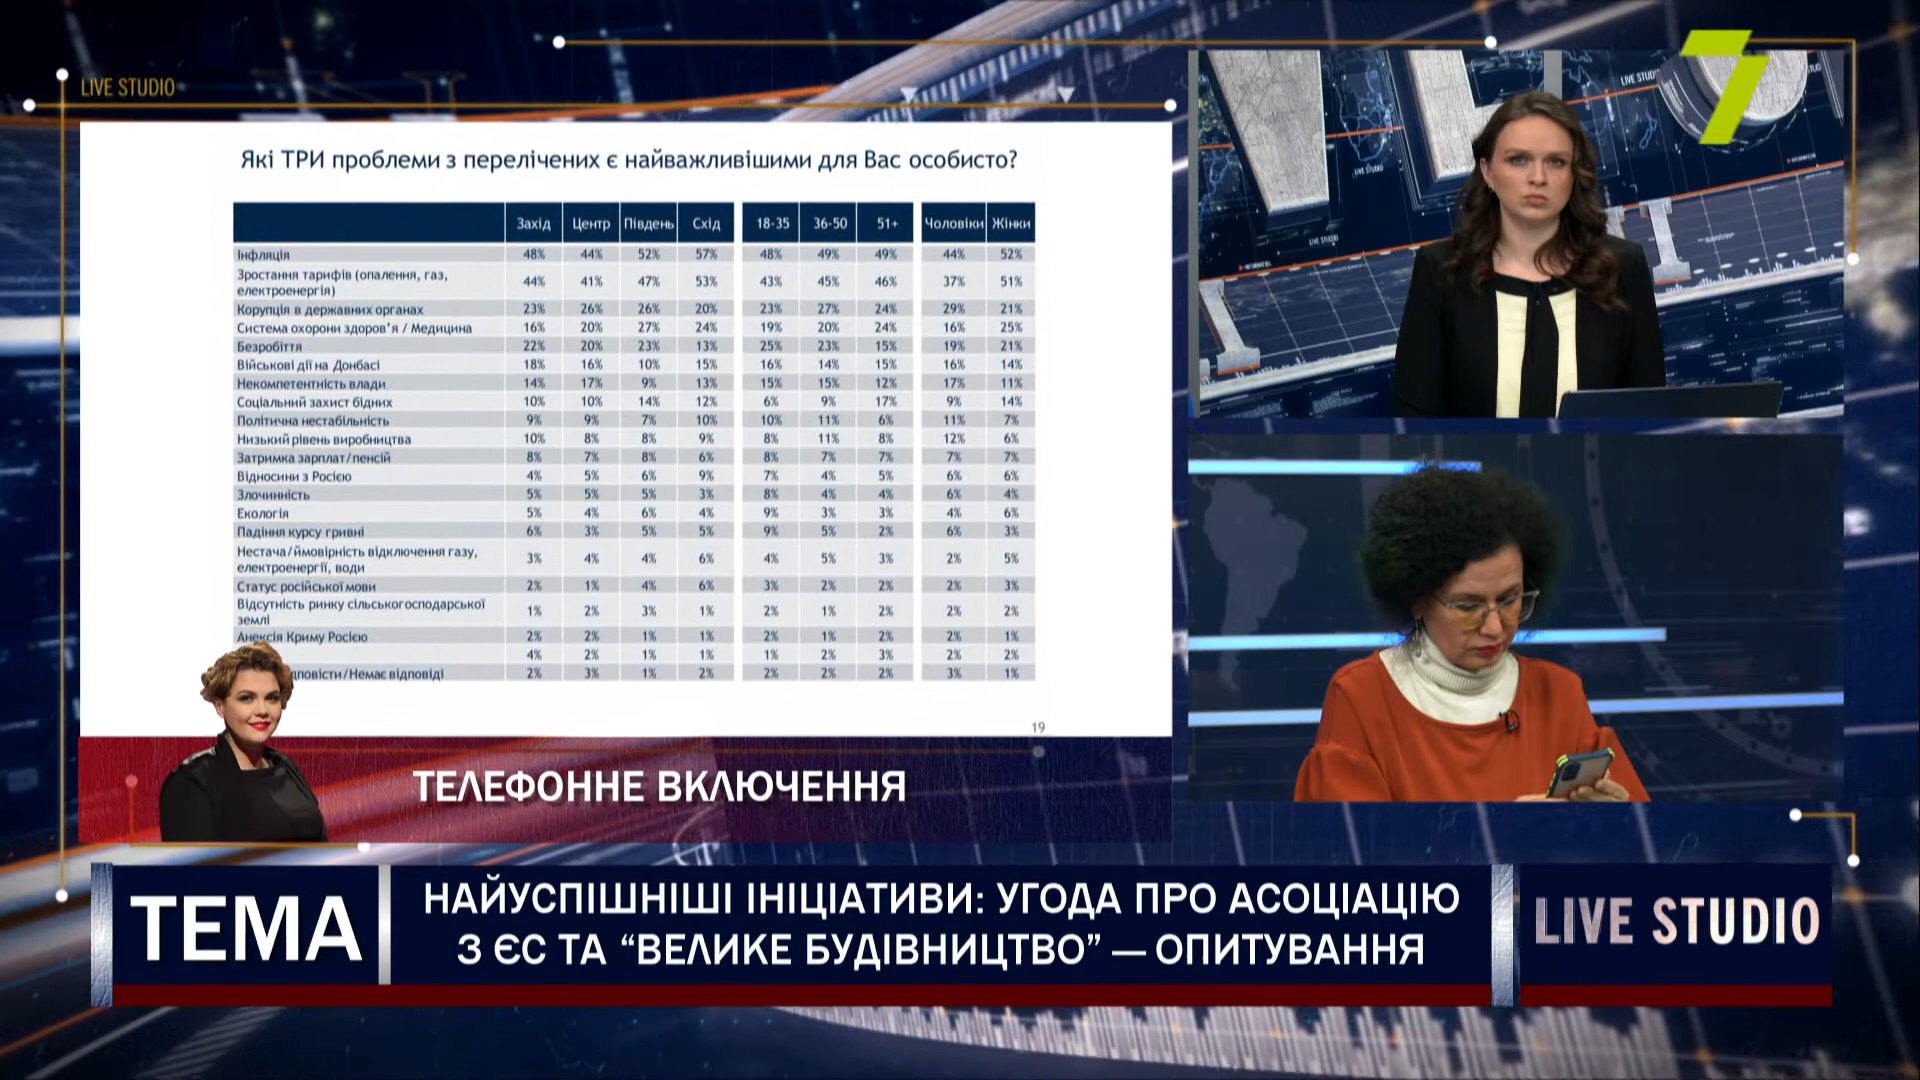 LIVE STUDIO
Які ТРИ проблеми з перелічених є найважливішими для Вас особисто?
Захід Центр Південь Схід 18-35 36-50 51+ Чоловіки Жінки
Інфляція 48% 44% 52% 57% 48% 49% 49% 44% 52%
Зростання тарифів (опалення, газ,
електроенергія) 44% 41% 47% 53% 43% 45% 46% 37% 51%
Корупція в державних органах 23% 26% 26% 20% 23% 27% 24% 29% 21%
Система охорони здоров'я / Медицина 16% 20% 27% 24% 19% 20% 24% 16% 25%
Безробіття 22% 20% 23% 13% 25% 23% 15% 19% 21%
Військові дії на Донбасі 18% 16% 10% 15% 16% 14% 15% 16% 14%
Некомпетентність влади 14% 17% 9% 13% 15% 15% 12% 17% 11%
Соціальний захист бідних 10% 10% 14% 12% 6% 9% 17% 9% 14%
Політична нестабільність 9% 9% 7% 10% 10% 11% 6% 11% 7%
Низький рівень виробництва 10% 8% 8% 9% 8% 11% 8% 12% 6%
Затримка зарплат/пенсій 8% 7% 8% 6% 8% 7% 7% 7% 7%
Відносини з Росією 4% 5% 6% 9% 7% 4% 5% 6% 6%
Злочинність 5% 5% 5% 3% 8% 4% 4% 6% 4%
Екологія 5% 4% 6% 4% 9% 3% 3% 4% 6%
Падіння курсу гривні 6% 3% 5% 5% 9% 5% 2% 6% 3%
Нестача/ймовірність відключення газу,
електроенергії, води 3% 4% 4% 6% 4% 5% 3% 2% 5%
Статус російської мови 2% 1% 4% 6% 3% 2% 2% 2% 3%
Відсутність ринку сільськогосподарської
землі 1% 2% 3% 1% 2% 1% 2% 2% 2%
Анексія Криму Росією 2% 2% 1% 1% 2% 1% 2% 2% 1%
4% 2% 1% 1% 1% 2% 3% 2% 2%
дповісти/Немає відповіді 2% 3% 1% 2% 2% 2% 2% 3% 1%
19
7
LIVE STUDIO
LIVE STUDIO
ТЕЛЕФОННЕ ВКЛЮЧЕННЯ
ТЕМА
НАЙУСПІШНІШІ ІНІЦІАТИВИ: УГОДА ПРО АСОЦІАЦІЮ
З ЄС ТА “ВЕЛИКЕ БУДІВНИЦТВО” — ОПИТУВАННЯ
LIVE STUDIO